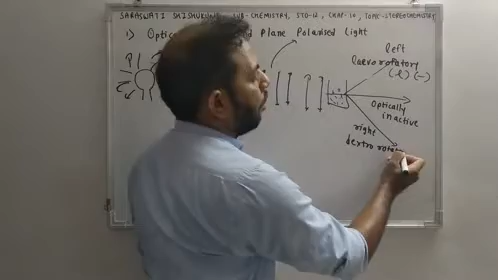 SARASWATI SHISHUKUNJ, SUB-CHEMISTRY, STD-12, CHAP-10, TOPIC-STEREOCHEMISTRY
1) Optic Plane Polarised Light
left
laevorotatory
(l) (-)
Optically
inactive
right
dextro rota